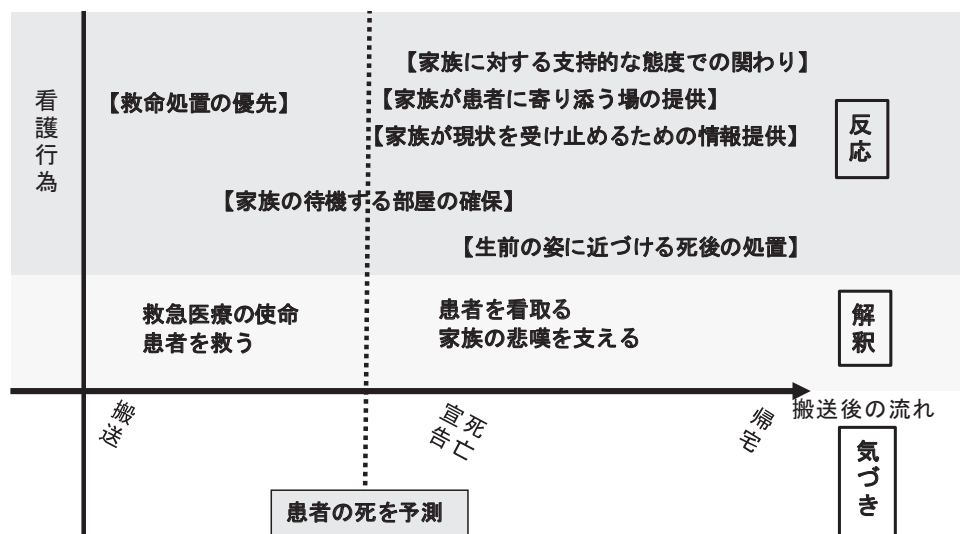 看護行為
【救命処置の優先】
【家族に対する支持的な態度での関わり】
【家族が患者に寄り添う場の提供】
【家族が現状を受け止めるための情報提供】
【家族の待機する部屋の確保】
【生前の姿に近づける死後の処置】
反応
救急医療の使命
患者を救う
患者を看取る
家族の悲嘆を支える
解釈
搬送
死亡
宣告
帰宅
搬送後の流れ
患者の死を予測
気づき